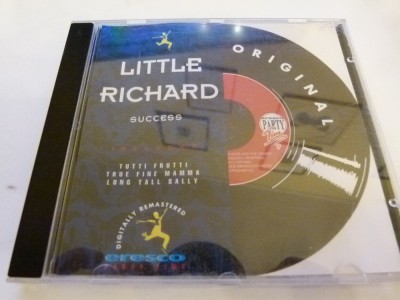 LITTLE
RICHARD
SUCCESS
TUTTI FRUTTI
TRUE FINE MAMMA
LONG TALL SALLY
DIGITALLY REMASTERED
eresco
ORIGINAL
PARTY